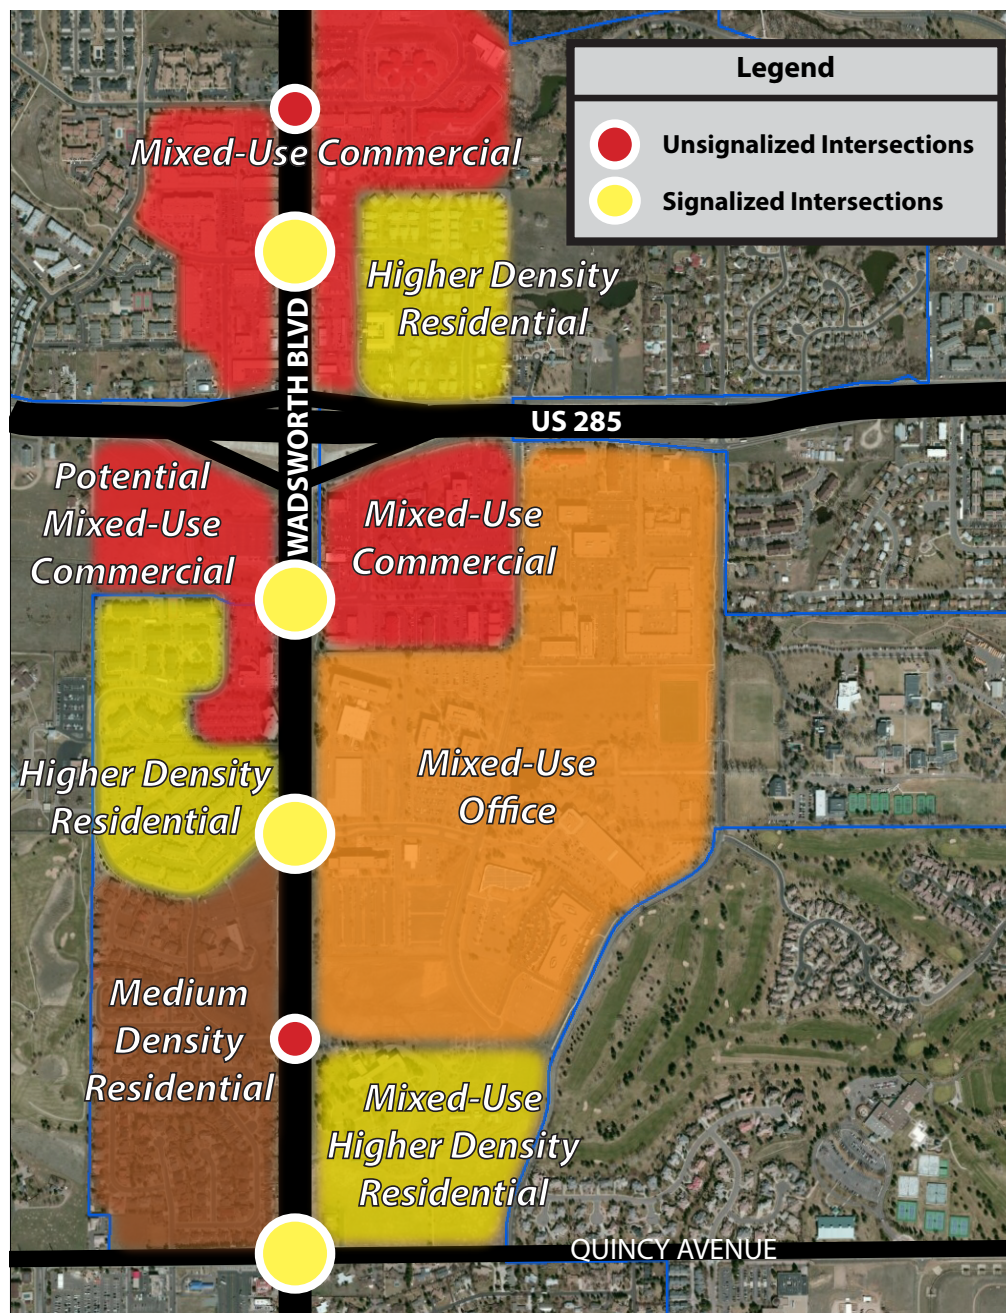 Legend
Unsignalized Intersections
Signalized Intersections
Mixed-Use Commercial
Higher Density
Residential
WADSWORTH BLVD
US 285
Potential
Mixed-Use
Commercial
Mixed-Use
Commercial
Higher Density
Residential
Mixed-Use
Office
Medium
Density
Residential
Mixed-Use
Higher Density
Residential
QUINCY AVENUE